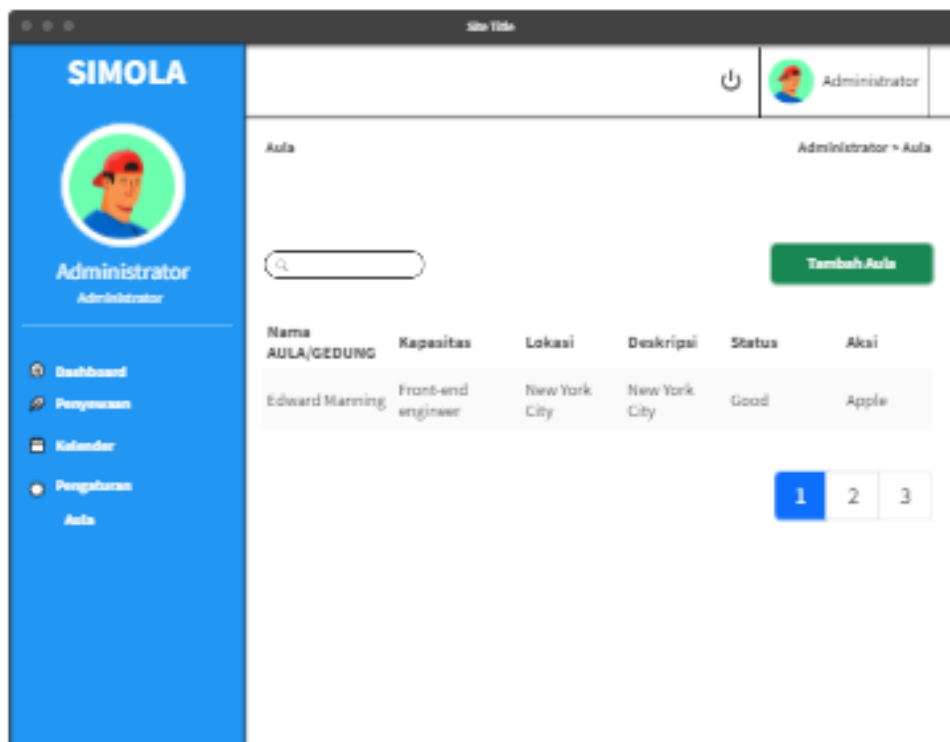 Site Title
SIMOLA
Administrator
Administrator
Dashboard
Penyewaan
Kalender
Pengaturan
Aula
Administrator
Aula
Administrator > Aula
Tambah Aula
Nama AULA/GEDUNG Kapasitas Lokasi Deskripsi Status Aksi
Edward Manning Front-end engineer New York City New York City Good Apple
1 2 3